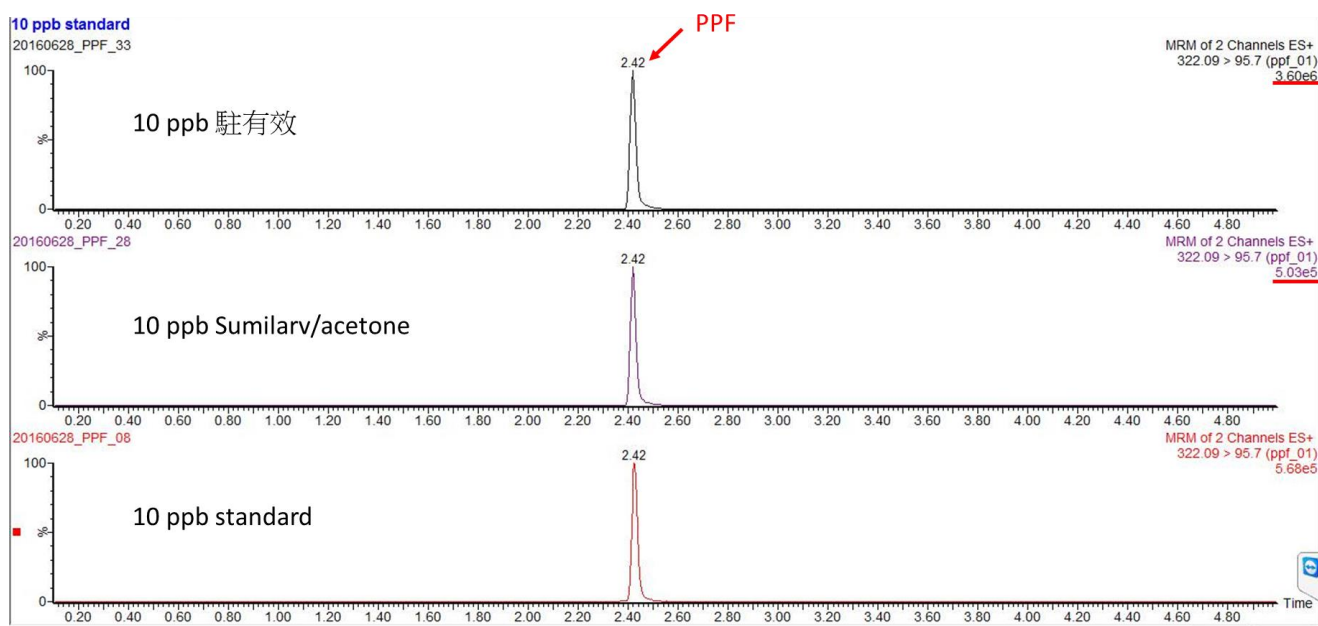 PPF
10 ppb standard
20160628_PPF_33
MRM of 2 Channels ES+
322.09 > 95.7 (ppf_01)
3.60e6
2.42
100
10 ppb 駐有效
%
0
0.20 0.40 0.60 0.80 1.00 1.20 1.40 1.60 1.80 2.00 2.20 2.40 2.60 2.80 3.00 3.20 3.40 3.60 3.80 4.00 4.20 4.40 4.60 4.80
20160628_PPF_28
MRM of 2 Channels ES+
322.09 > 95.7 (ppf_01)
5.03e5
2.42
100
10 ppb Sumilarv/acetone
%
0
0.20 0.40 0.60 0.80 1.00 1.20 1.40 1.60 1.80 2.00 2.20 2.40 2.60 2.80 3.00 3.20 3.40 3.60 3.80 4.00 4.20 4.40 4.60 4.80
20160628_PPF_08
MRM of 2 Channels ES+
322.09 > 95.7 (ppf_01)
5.68e5
2.42
100
10 ppb standard
%
0
Time
0.20 0.40 0.60 0.80 1.00 1.20 1.40 1.60 1.80 2.00 2.20 2.40 2.60 2.80 3.00 3.20 3.40 3.60 3.80 4.00 4.20 4.40 4.60 4.80